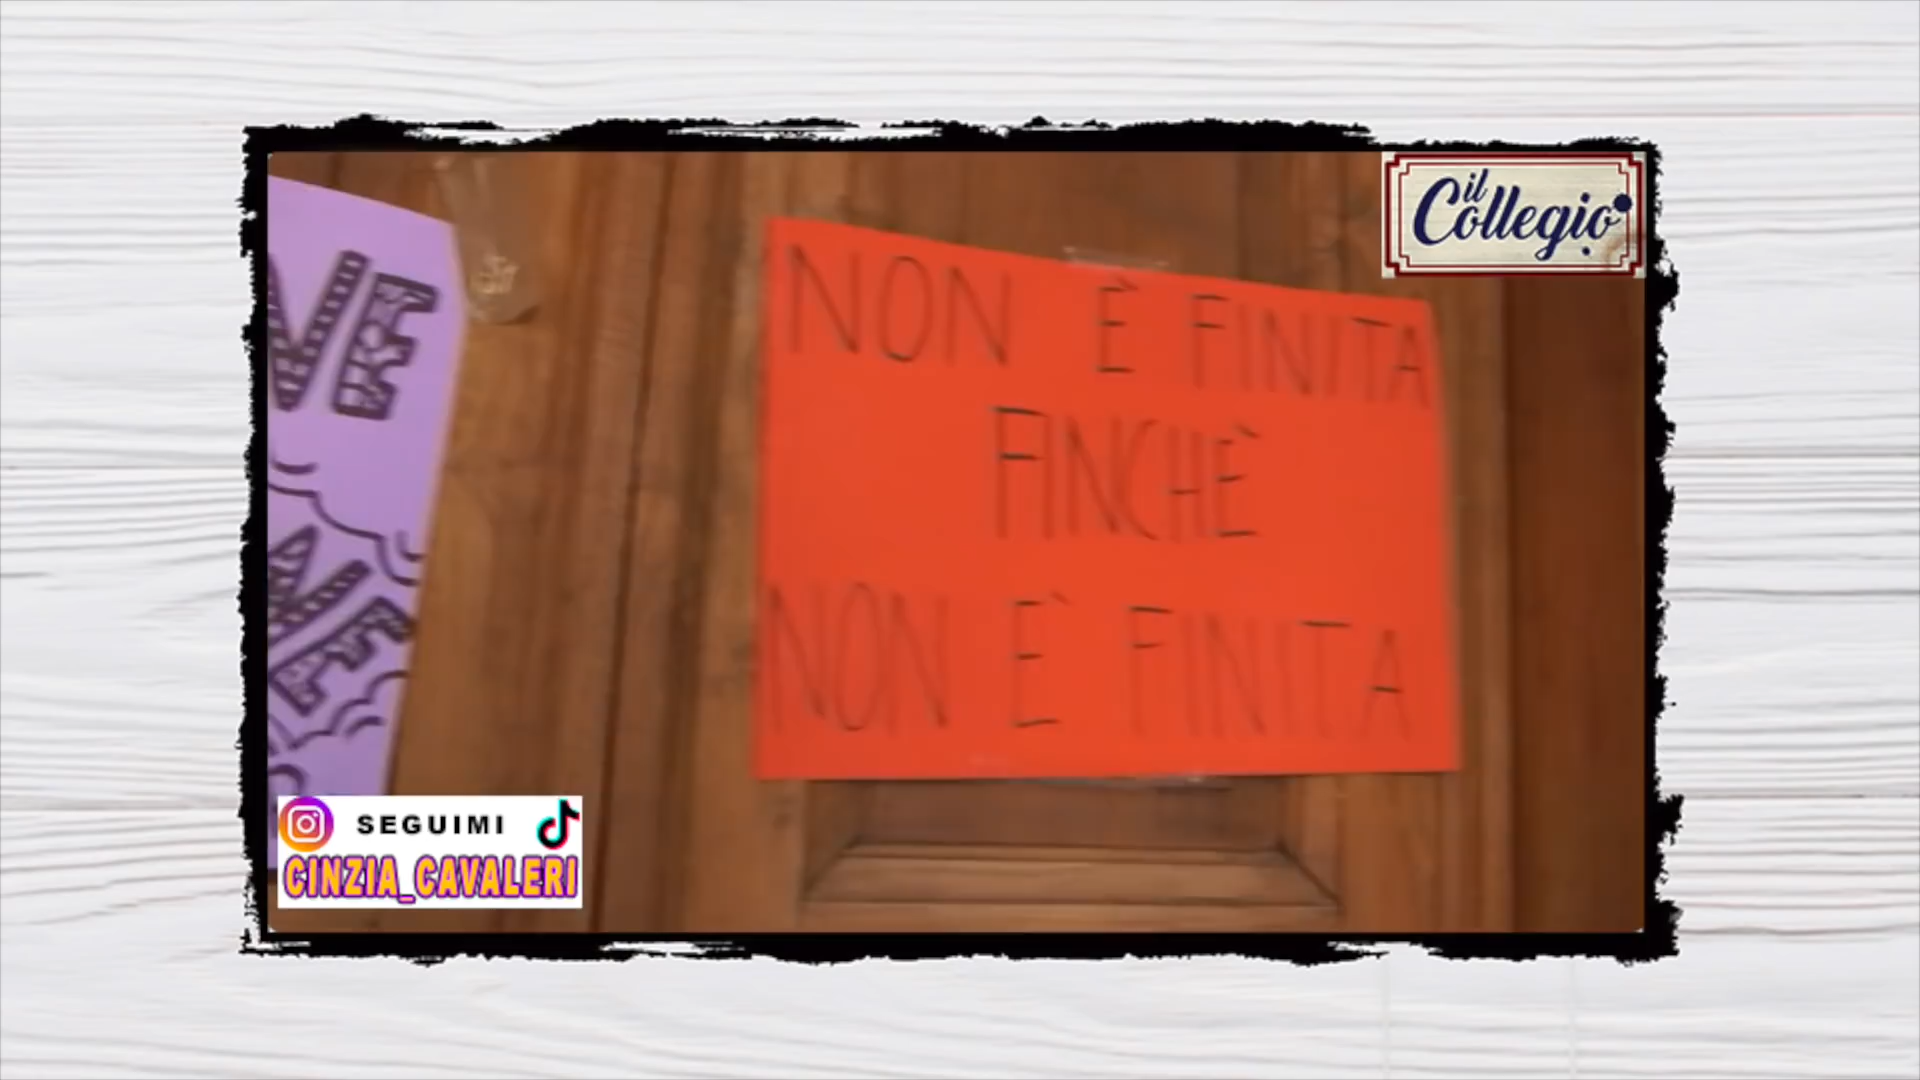 il
Collegio
NON È FINITA
FINCHÈ
NON È FINITA
SEGUIMI
CINZIA_CAVALERI